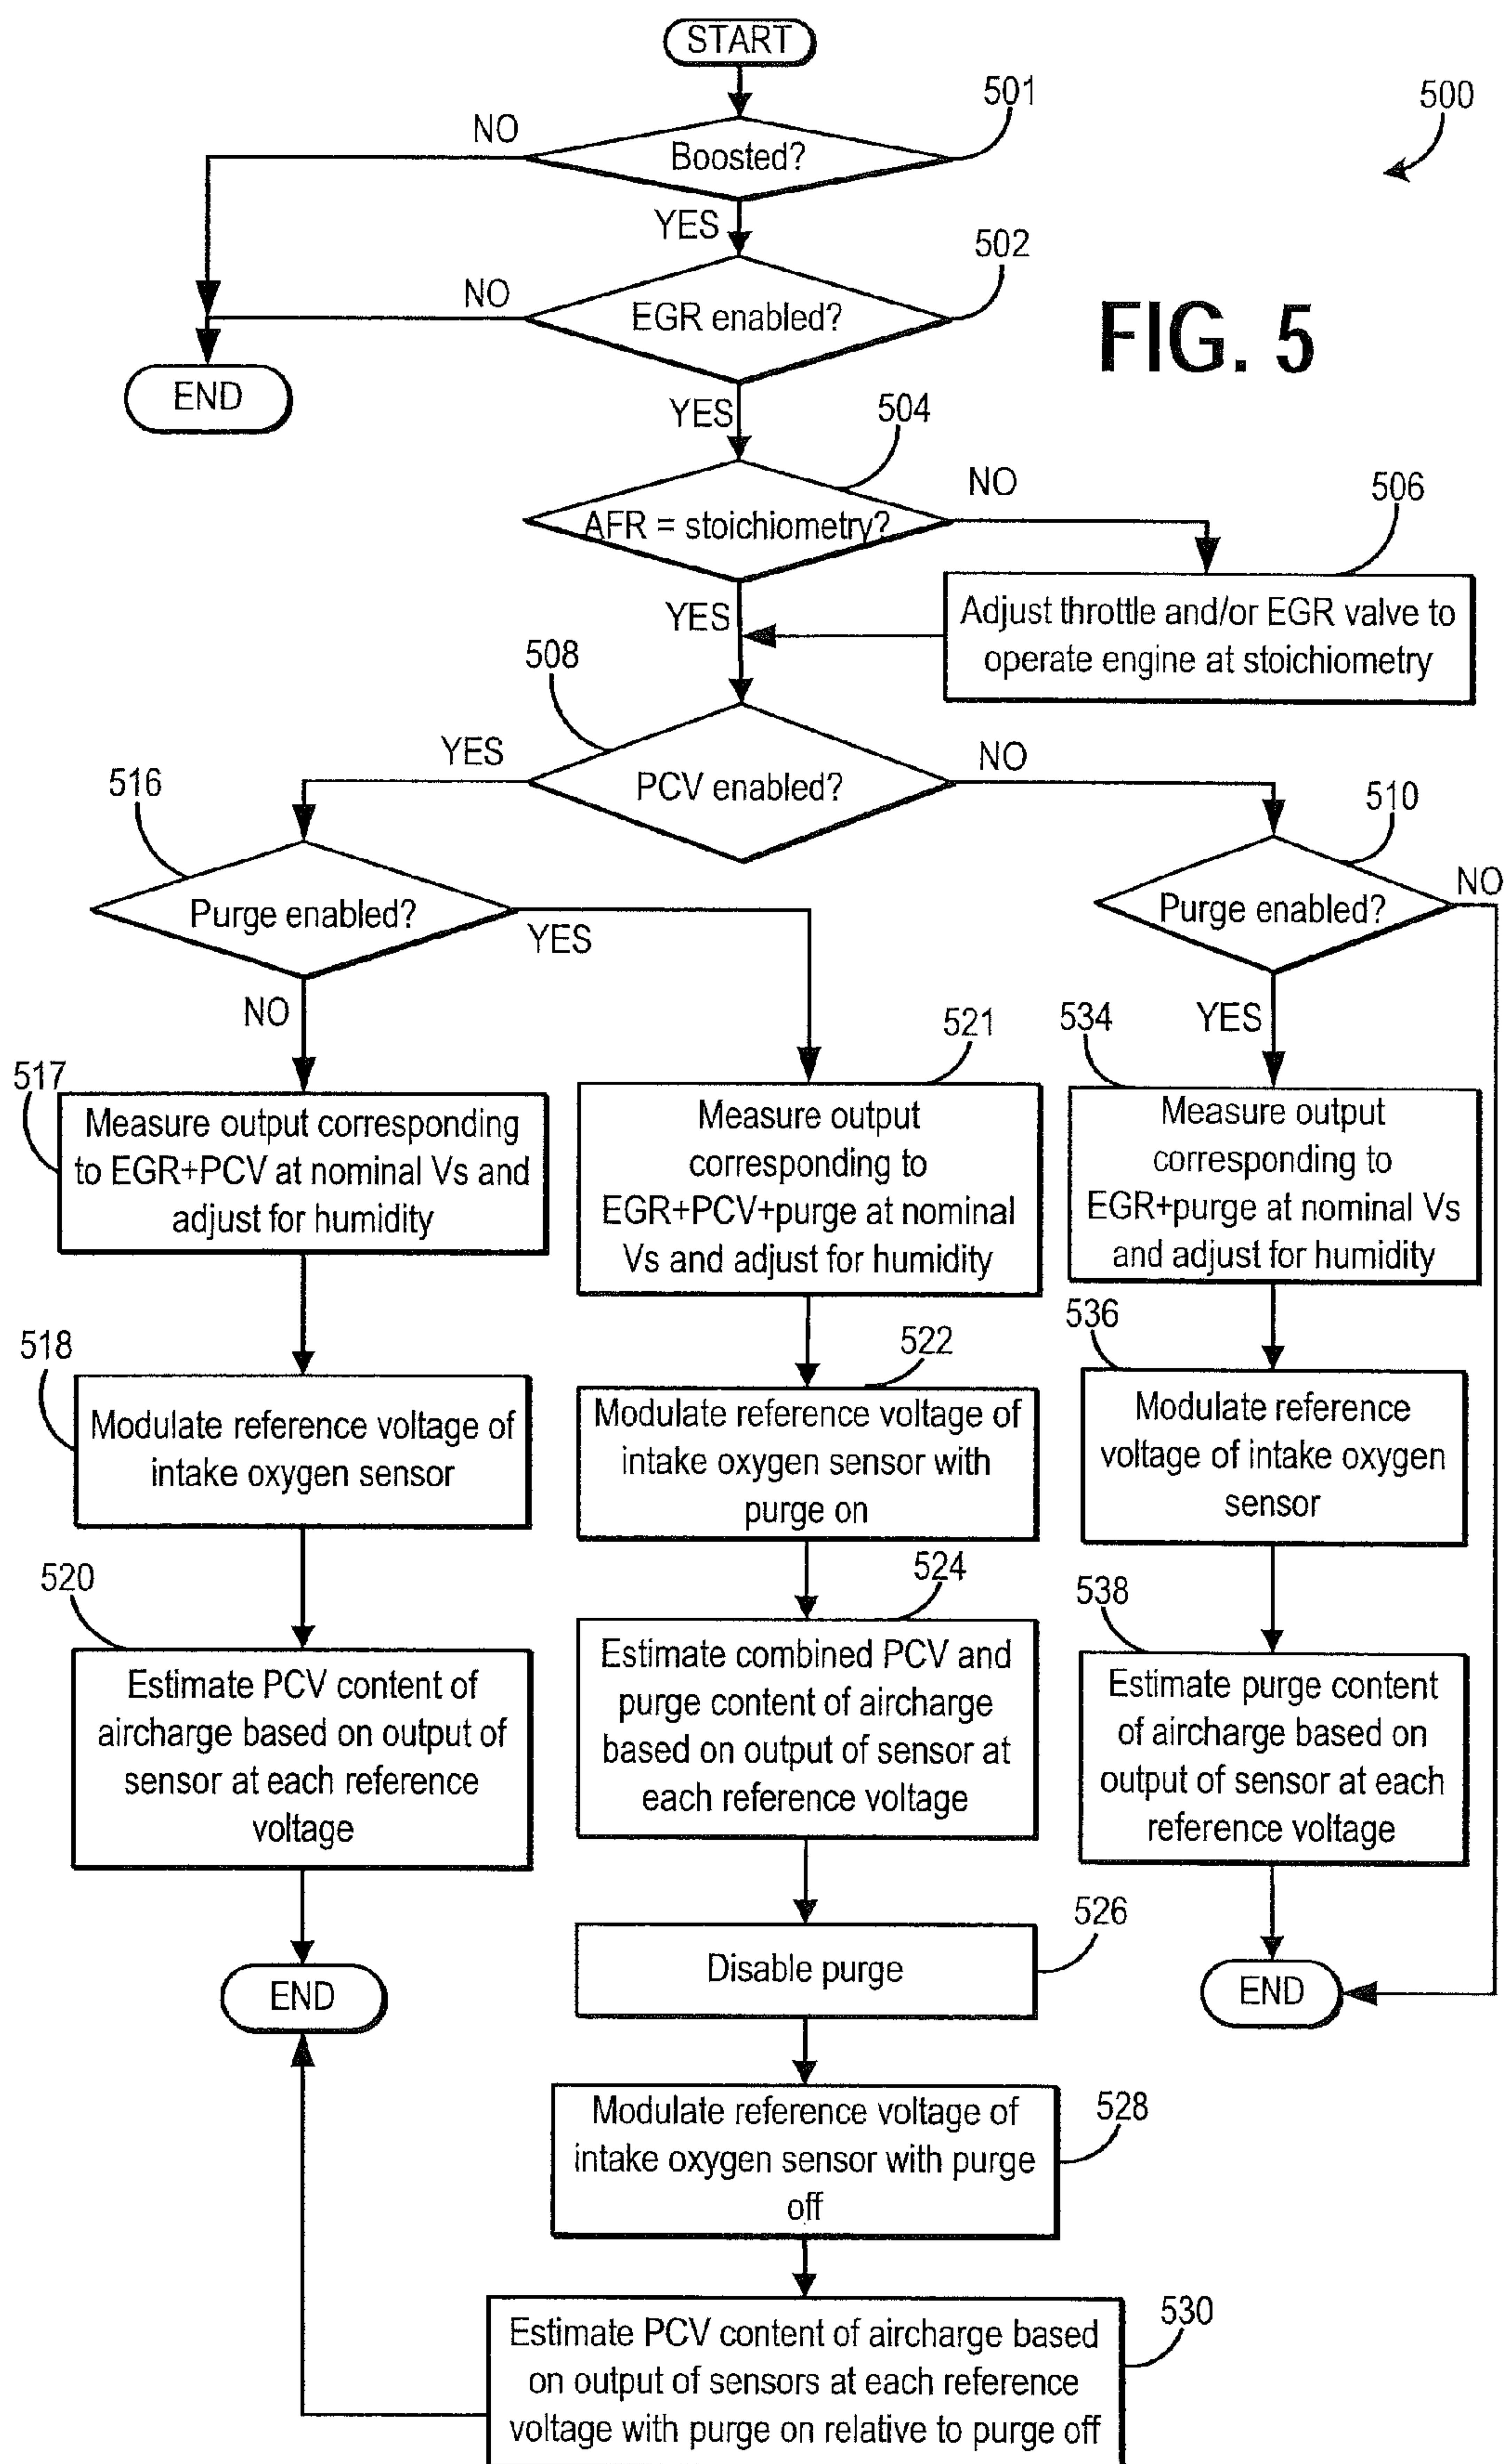 START
501
500
NO
Boosted?
YES
502
NO
EGR enabled?
FIG. 5
END
YES
504
NO
AFR = stoichiometry?
506
YES
Adjust throttle and/or EGR valve to
operate engine at stoichiometry
508
YES
PCV enabled?
NO
516
510
Purge enabled?
YES
Purge enabled?
NO
NO
YES
517
Measure output corresponding
to EGR+PCV at nominal Vs and
adjust for humidity
521
Measure output
corresponding to
EGR+PCV+purge at nominal
Vs and adjust for humidity
534
Measure output
corresponding to
EGR+purge at nominal Vs
and adjust for humidity
518
Modulate reference voltage of
intake oxygen sensor
522
Modulate reference voltage of
intake oxygen sensor with
purge on
536
Modulate reference
voltage of intake oxygen
sensor
520
Estimate PCV content of
aircharge based on output of
sensor at each reference
voltage
524
Estimate combined PCV and
purge content of aircharge
based on output of sensor at
each reference voltage
538
Estimate purge content
of aircharge based on
output of sensor at each
reference voltage
526
Disable purge
END
END
528
Modulate reference voltage of
intake oxygen sensor with purge
off
530
Estimate PCV content of aircharge based
on output of sensors at each reference
voltage with purge on relative to purge off